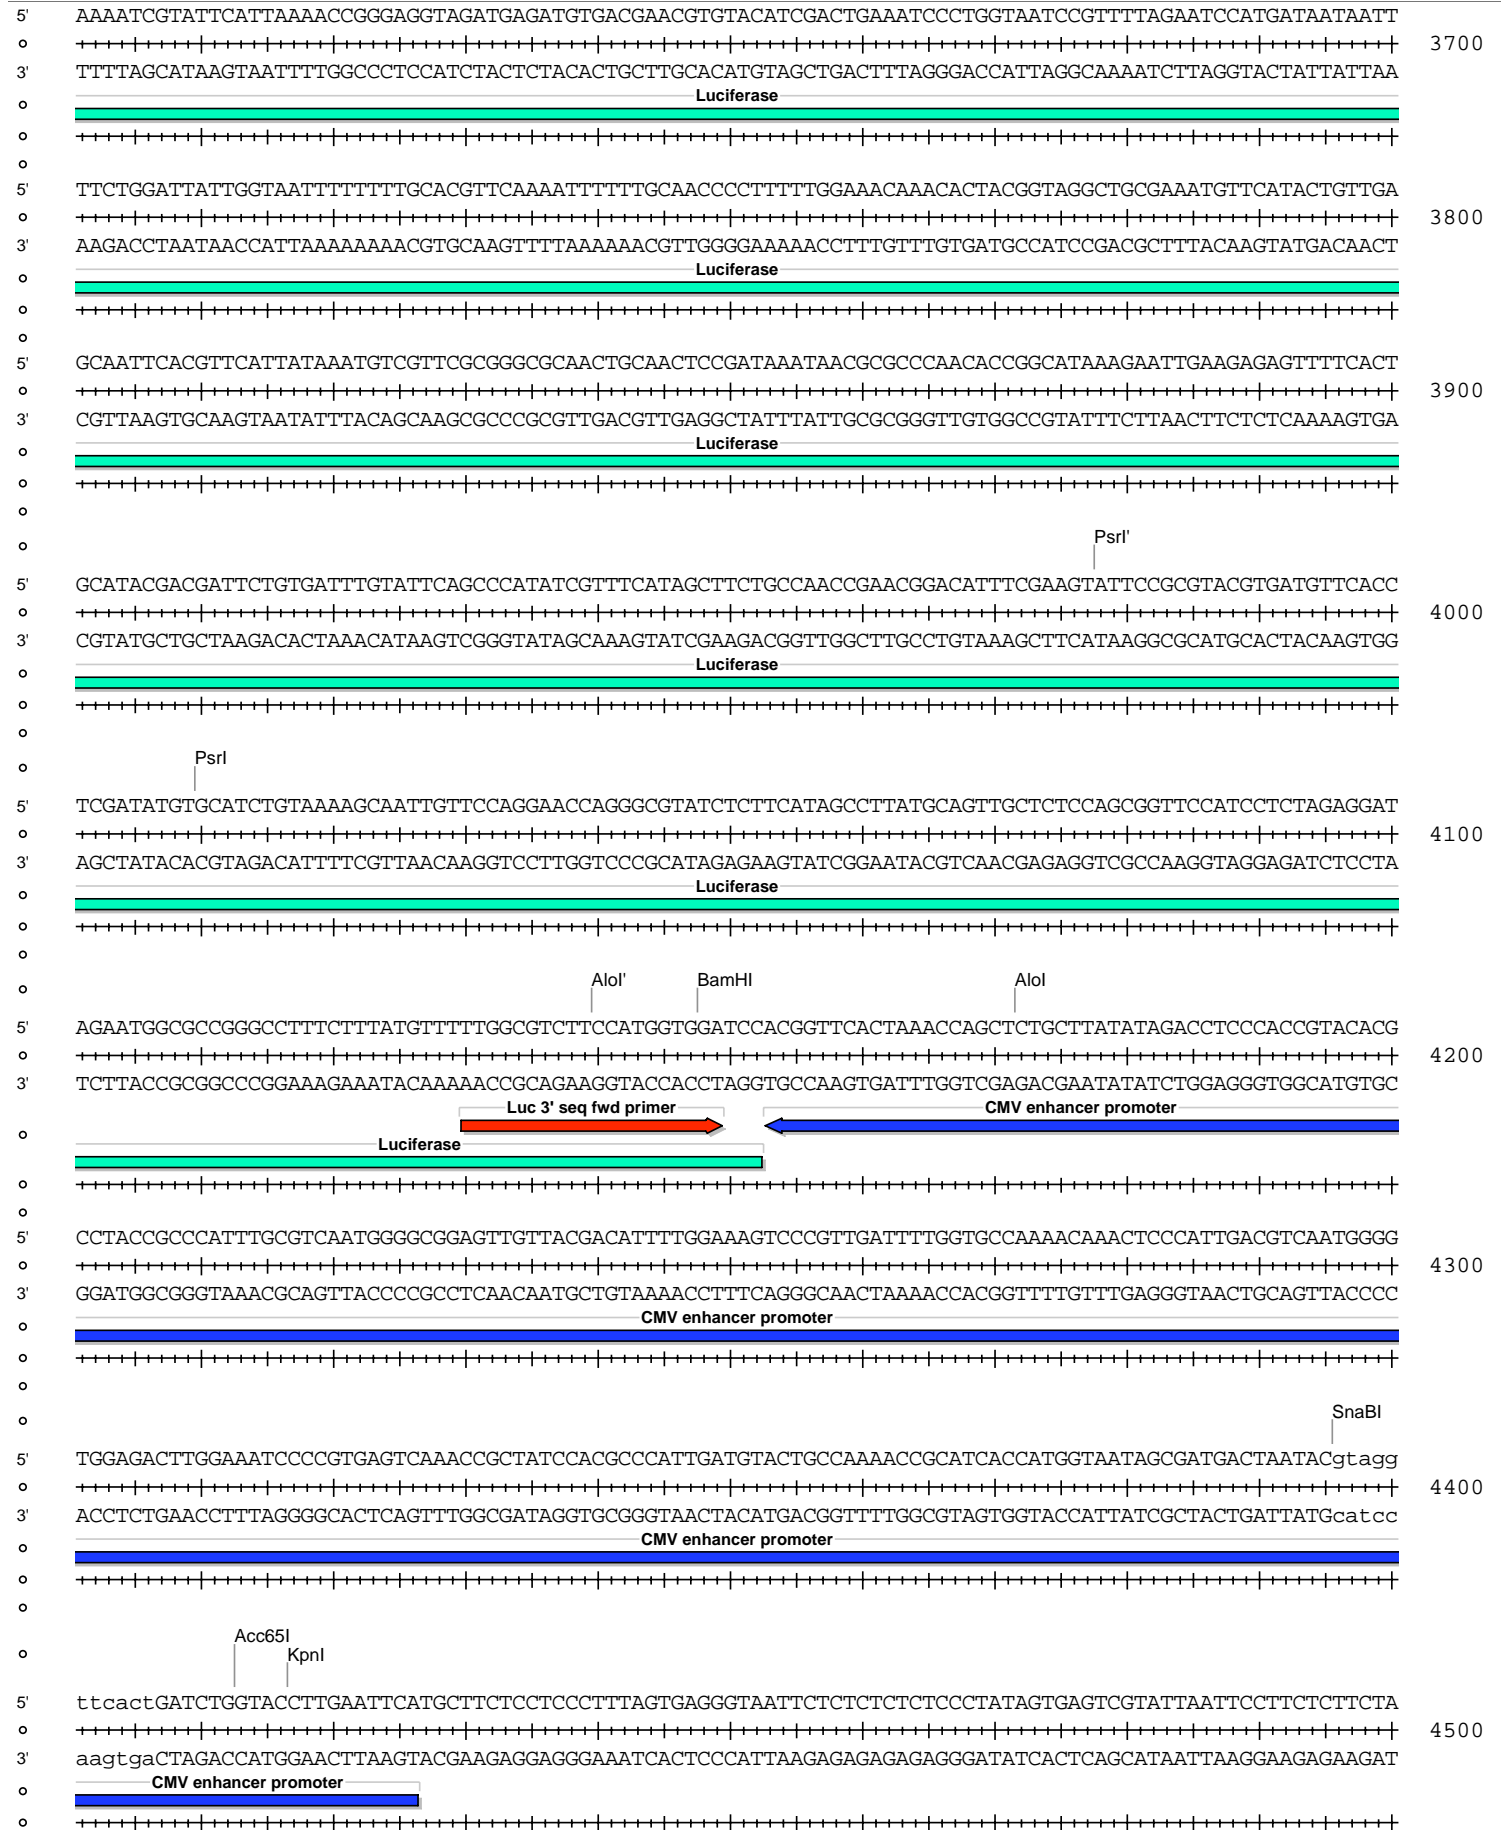 5' AAAATCGTATTCATTAAAACCGGGAGGTAGATGAGATGTGACGAACGTGTACATCGACTGAAATCCCTGGTAATCCGTTTTAGAATCCATGATAATAATT
3700
3' TTTTAGCATAAGTAATTTTGGCCCTCCATCTACTCTACACTGCTTGCACATGTAGCTGACTTTAGGGACCATTAGGCAAAATCTTAGGTACTATTATTAA
Luciferase
5' TTCTGGATTATTGGTAATTTTTTTTGCACGTTCAAAATTTTTTGCAACCCCTTTTTGGAAACAAACACTACGGTAGGCTGCGAAATGTTCATACTGTTGA
3800
3' AAGACCTAATAACCATTAAAAAAAACGTGCAAGTTTTAAAAAACGTTGGGGAAAAACCTTTGTTTGTGATGCCATCCGACGCTTTACAAGTATGACAACT
Luciferase
5' GCAATTCACGTTCATTATAAATGTCGTTCGCGGGCGCAACTGCAACTCCGATAAATAACGCGCCCAACACCGGCATAAAGAATTGAAGAGAGTTTTCACT
3900
3' CGTTAAGTGCAAGTAATATTTACAGCAAGCGCCCGCGTTGACGTTGAGGCTATTTATTGCGCGGGTTGTGGCCGTATTTCTTAACTTCTCTCAAAAGTGA
Luciferase
PsrI'
5' GCATACGACGATTCTGTGATTTGTATTCAGCCCATATCGTTTCATAGCTTCTGCCAACCGAACGGACATTTCGAAGTATTCCGCGTACGTGATGTTCACC
4000
3' CGTATGCTGCTAAGACACTAAACATAAGTCGGGTATAGCAAAGTATCGAAGACGGTTGGCTTGCCTGTAAAGCTTCATAAGGCGCATGCACTACAAGTGG
Luciferase
PsrI
5' TCGATATGTGCATCTGTAAAAGCAATTGTTCCAGGAACCAGGGCGTATCTCTTCATAGCCTTATGCAGTTGCTCTCCAGCGGTTCCATCCTCTAGAGGAT
4100
3' AGCTATACACGTAGACATTTTCGTTAACAAGGTCCTTGGTCCCGCATAGAGAAGTATCGGAATACGTCAACGAGAGGTCGCCAAGGTAGGAGATCTCCTA
Luciferase
AloI' BamHI AloI
5' AGAATGGCGCCGGGCCTTTCTTTATGTTTTTGGCGTCTTCCATGGTGGATCCACGGTTCACTAAACCAGCTCTGCTTATATAGACCTCCCACCGTACACG
4200
3' TCTTACCGCGGCCCGGAAAGAAATACAAAAACCGCAGAAGGTACCACCTAGGTGCCAAGTGATTTGGTCGAGACGAATATATCTGGAGGGTGGCATGTGC
Luc 3' seq fwd primer CMV enhancer promoter
Luciferase
5' CCTACCGCCCATTTGCGTCAATGGGGCGGAGTTGTTACGACATTTTGGAAAGTCCCGTTGATTTTGGTGCCAAAACAAACTCCCATTGACGTCAATGGGG
4300
3' GGATGGCGGGTAAACGCAGTTACCCCGCCTCAACAATGCTGTAAAACCTTTCAGGGCAACTAAAACCACGGTTTTGTTTGAGGGTAACTGCAGTTACCCC
CMV enhancer promoter
SnaBI
5' TGGAGACTTGGAAATCCCCGTGAGTCAAACCGCTATCCACGCCCATTGATGTACTGCCAAAACCGCATCACCATGGTAATAGCGATGACTAATACgtagg
4400
3' ACCTCTGAACCTTTAGGGGCACTCAGTTTGGCGATAGGTGCGGGTAACTACATGACGGTTTTGGCGTAGTGGTACCATTATCGCTACTGATTATGcatcc
CMV enhancer promoter
Acc65I
KpnI
5' ttcactGATCTGGTACCTTGAATTCATGCTTCTCCTCCCTTTAGTGAGGGTAATTCTCTCTCTCTCCCTATAGTGAGTCGTATTAATTCCTTCTCTTCTA
4500
3' aagtgaCTAGACCATGGAACTTAAGTACGAAGAGGAGGGAAATCACTCCCATTAAGAGAGAGAGAGGGATATCACTCAGCATAATTAAGGAAGAGAAGAT
CMV enhancer promoter